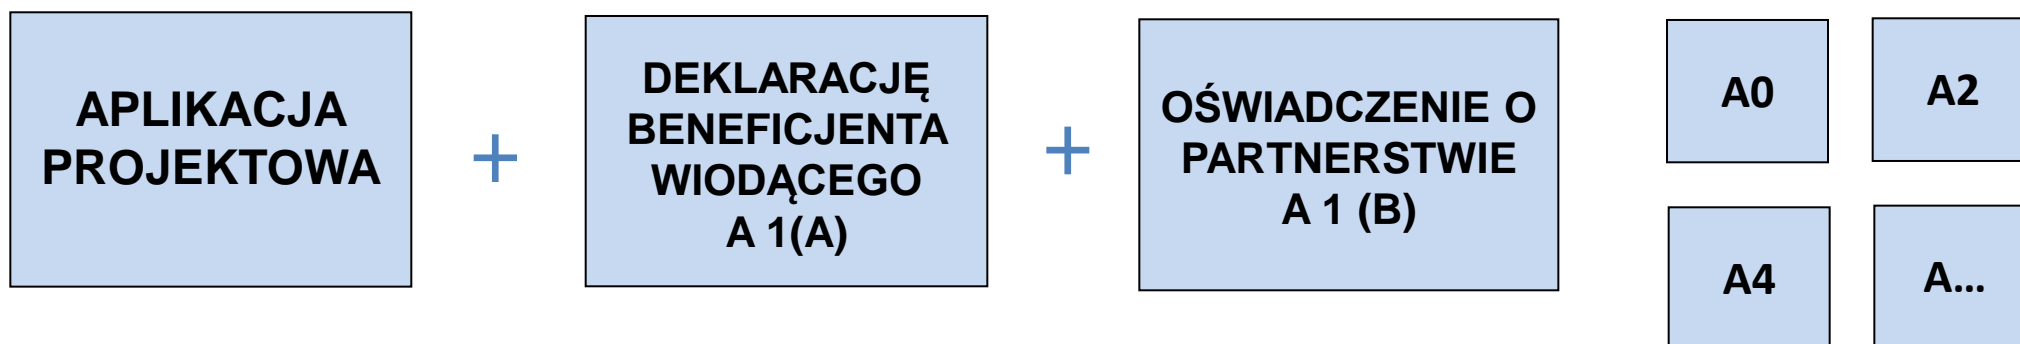 APLIKACJA
PROJEKTOWA
+
DEKLARACJĘ
BENEFICJENTA
WIODĄCEGO
A 1(A)
+
OŚWIADCZENIE O
PARTNERSTWIE
A 1 (B)
A0
A2
A4
A...